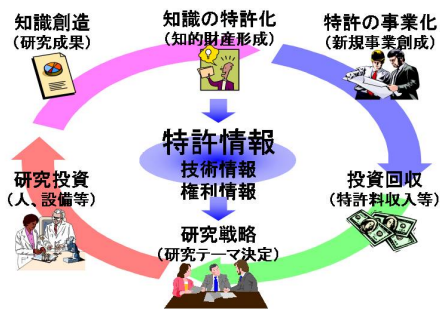 知識創造
（研究成果）
知識の特許化
（知的財産形成）
特許の事業化
（新規事業創成）
特許情報
技術情報
権利情報
研究投資
（人、設備等）
投資回収
（特許料収入等）
研究戦略
（研究テーマ決定）